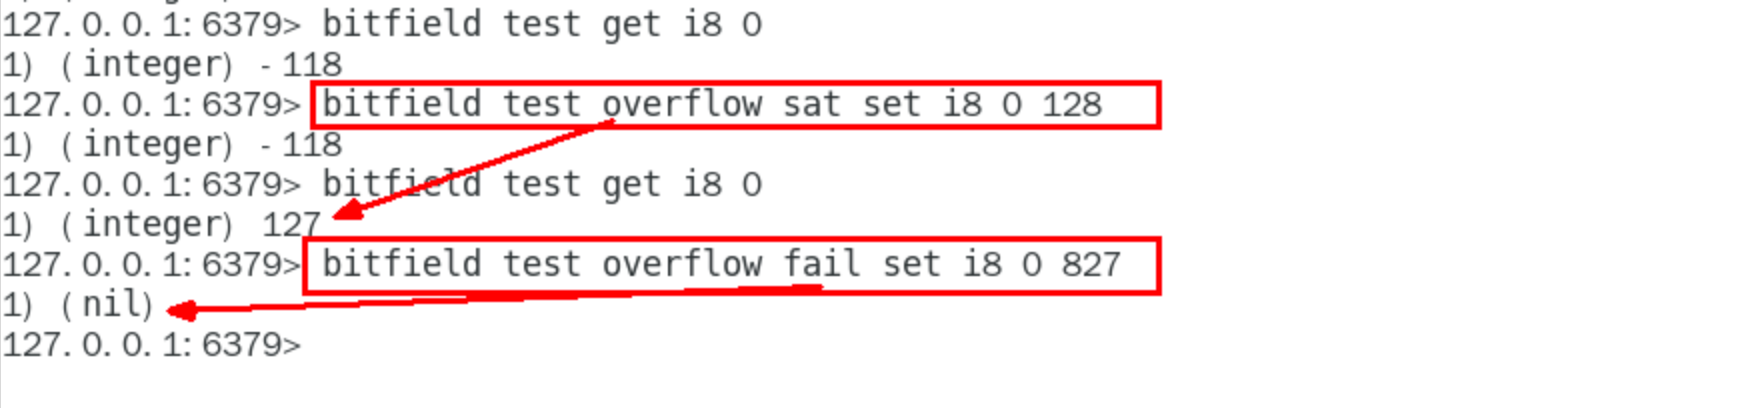 127.0.0.1:6379> bitfield test get i8 0
1) (integer) -118
127.0.0.1:6379> bitfield test overflow sat set i8 0 128
1) (integer) -118
127.0.0.1:6379> bitfield test get i8 0
1) (integer) 127
127.0.0.1:6379> bitfield test overflow fail set i8 0 827
1) (nil)
127.0.0.1:6379>